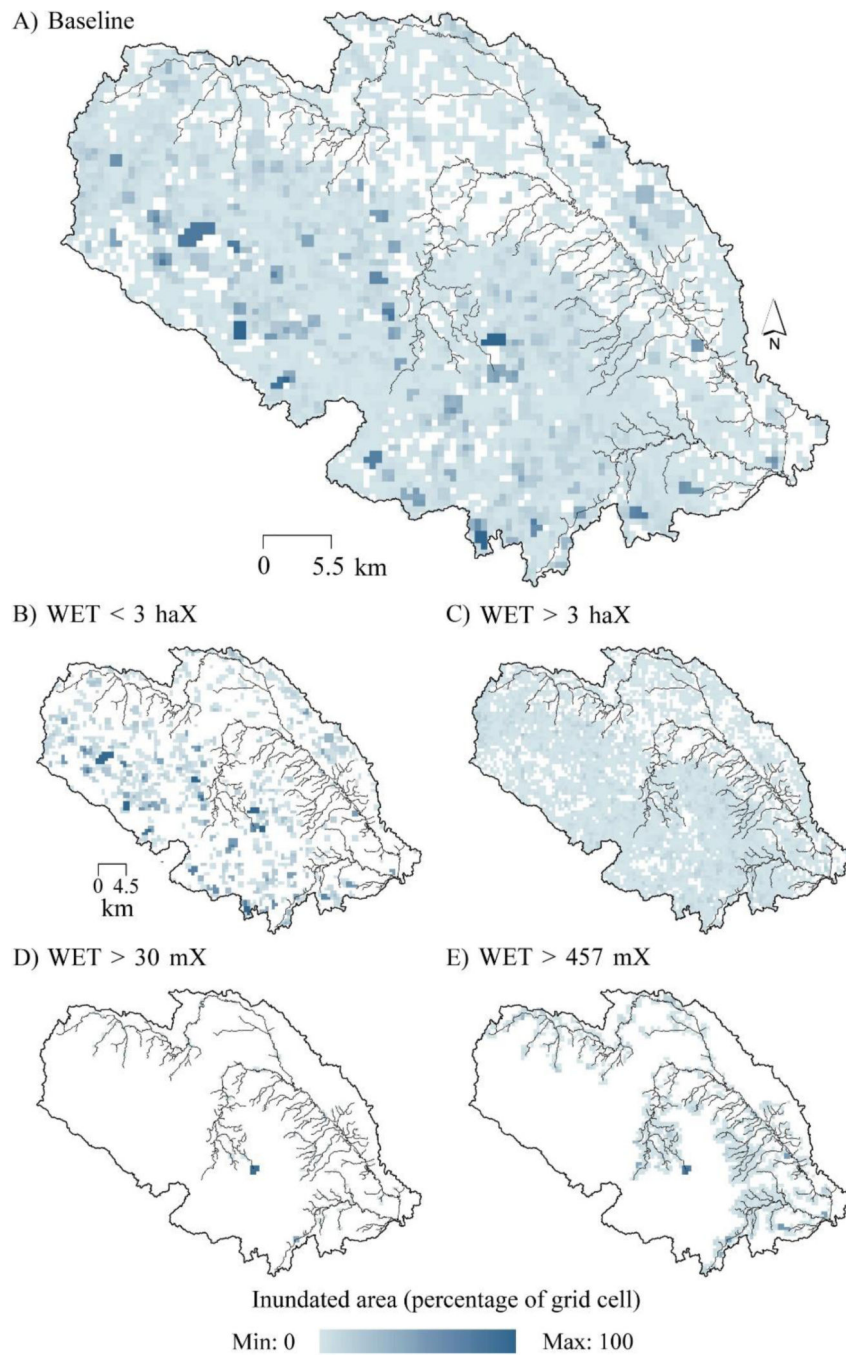 A) Baseline
N
0 5.5 km
B) WET < 3 haX
C) WET > 3 haX
0 4.5
km
D) WET > 30 mX
E) WET > 457 mX
Inundated area (percentage of grid cell)
Min: 0 Max: 100